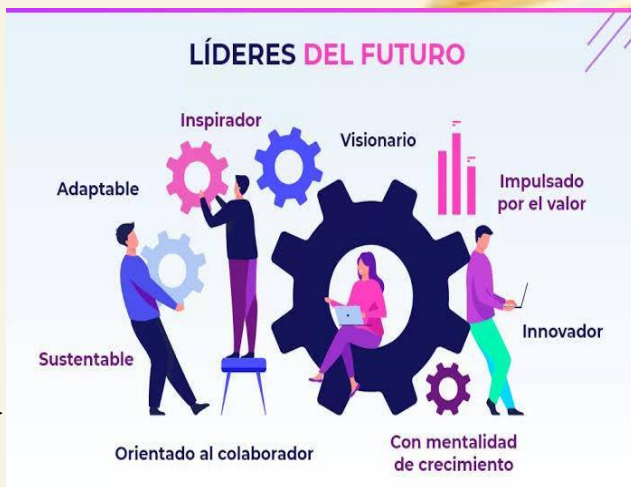 LÍDERES DEL FUTURO
Inspirador
Visionario
Adaptable
Impulsado
por el valor
Innovador
Sustentable
Orientado al colaborador
Con mentalidad
de crecimiento